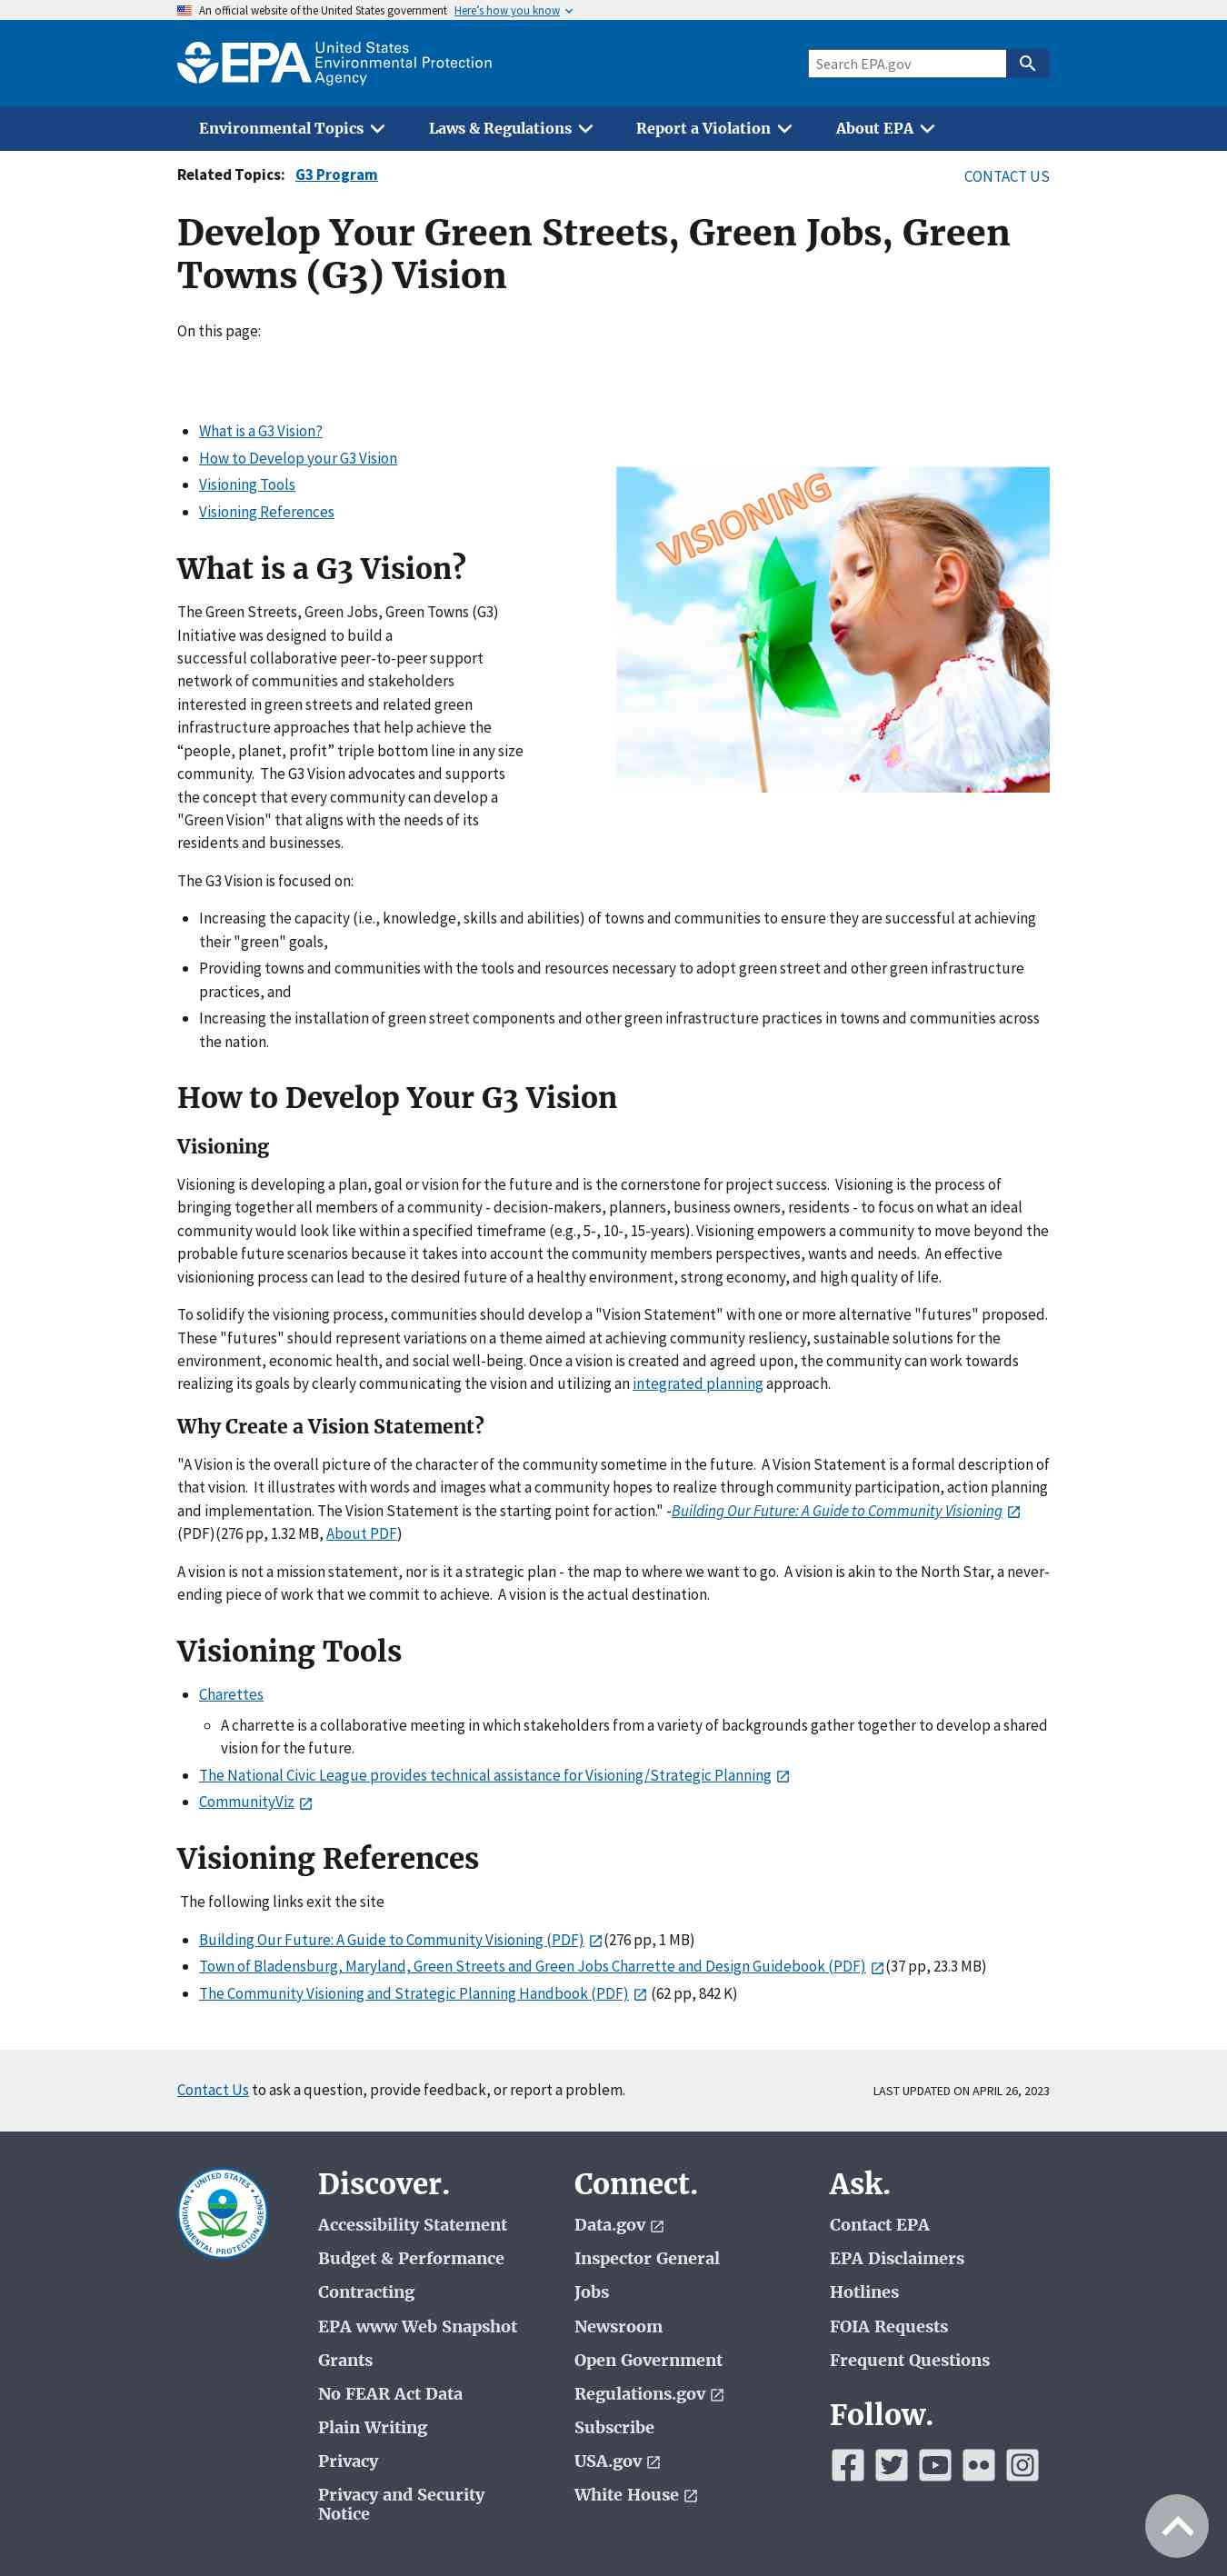 An official website of the United States government Here's how you know
EPA United States
Environmental Protection
Agency
Search EPA.gov
Environmental Topics Laws & Regulations Report a Violation About EPA
Related Topics: G3 Program CONTACT US
Develop Your Green Streets, Green Jobs, Green
Towns (G3) Vision
On this page:
• What is a G3 Vision?
• How to Develop your G3 Vision
• Visioning Tools
• Visioning References
VISIONING
What is a G3 Vision?
The Green Streets, Green Jobs, Green Towns (G3)
Initiative was designed to build a
successful collaborative peer-to-peer support
network of communities and stakeholders
interested in green streets and related green
infrastructure approaches that help achieve the
“people, planet, profit” triple bottom line in any size
community. The G3 Vision advocates and supports
the concept that every community can develop a
"Green Vision" that aligns with the needs of its
residents and businesses.
The G3 Vision is focused on:
• Increasing the capacity (i.e., knowledge, skills and abilities) of towns and communities to ensure they are successful at achieving
their "green" goals,
• Providing towns and communities with the tools and resources necessary to adopt green street and other green infrastructure
practices, and
• Increasing the installation of green street components and other green infrastructure practices in towns and communities across
the nation.
How to Develop Your G3 Vision
Visioning
Visioning is developing a plan, goal or vision for the future and is the cornerstone for project success. Visioning is the process of
bringing together all members of a community - decision-makers, planners, business owners, residents - to focus on what an ideal
community would look like within a specified timeframe (e.g., 5-, 10-, 15-years). Visioning empowers a community to move beyond the
probable future scenarios because it takes into account the community members perspectives, wants and needs. An effective
visionioning process can lead to the desired future of a healthy environment, strong economy, and high quality of life.
To solidify the visioning process, communities should develop a "Vision Statement" with one or more alternative "futures" proposed.
These "futures" should represent variations on a theme aimed at achieving community resliency, sustainable solutions for the
environment, economic health, and social well-being. Once a vision is created and agreed upon, the community can work towards
realizing its goals by clearly communicating the vision and utilizing an integrated planning approach.
Why Create a Vision Statement?
"A Vision is the overall picture of the character of the community sometime in the future. A Vision Statement is a formal description of
that vision. It illustrates with words and images what a community hopes to realize through community participation, action planning
and implementation. The Vision Statement is the starting point for action." -Building Our Future: A Guide to Community Visioning
(PDF)(276 pp, 1.32 MB, About PDF)
A vision is not a mission statement, nor is it a strategic plan - the map to where we want to go. A vision is akin to the North Star, a never-
ending piece of work that we commit to achieve. A vision is the actual destination.
Visioning Tools
• Charettes
◦ A charrette is a collaborative meeting in which stakeholders from a variety of backgrounds gather together to develop a shared
vision for the future.
• The National Civic League provides technical assistance for Visioning/Strategic Planning
• CommunityViz
Visioning References
The following links exit the site
• Building Our Future: A Guide to Community Visioning (PDF) (276 pp, 1 MB)
• Town of Bladensburg, Maryland, Green Streets and Green Jobs Charrette and Design Guidebook (PDF) (37 pp, 23.3 MB)
• The Community Visioning and Strategic Planning Handbook (PDF) (62 pp, 842 K)
Contact Us to ask a question, provide feedback, or report a problem. LAST UPDATED ON APRIL 26, 2023
UNITED STATES
ENVIRONMENTAL PROTECTION AGENCY
Discover.
Accessibility Statement
Budget & Performance
Contracting
EPA www Web Snapshot
Grants
No FEAR Act Data
Plain Writing
Privacy
Privacy and Security
Notice
Connect.
Data.gov
Inspector General
Jobs
Newsroom
Open Government
Regulations.gov
Subscribe
USA.gov
White House
Ask.
Contact EPA
EPA Disclaimers
Hotlines
FOIA Requests
Frequent Questions
Follow.